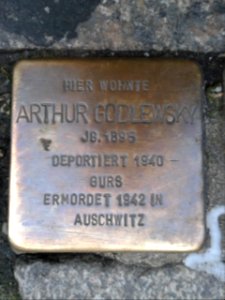 HIER WOHNTE
ARTHUR GODLEWSKY
JG. 1895
DEPORTIERT 1940 -
GURS
ERMORDET 1942 IN
AUSCHWITZ